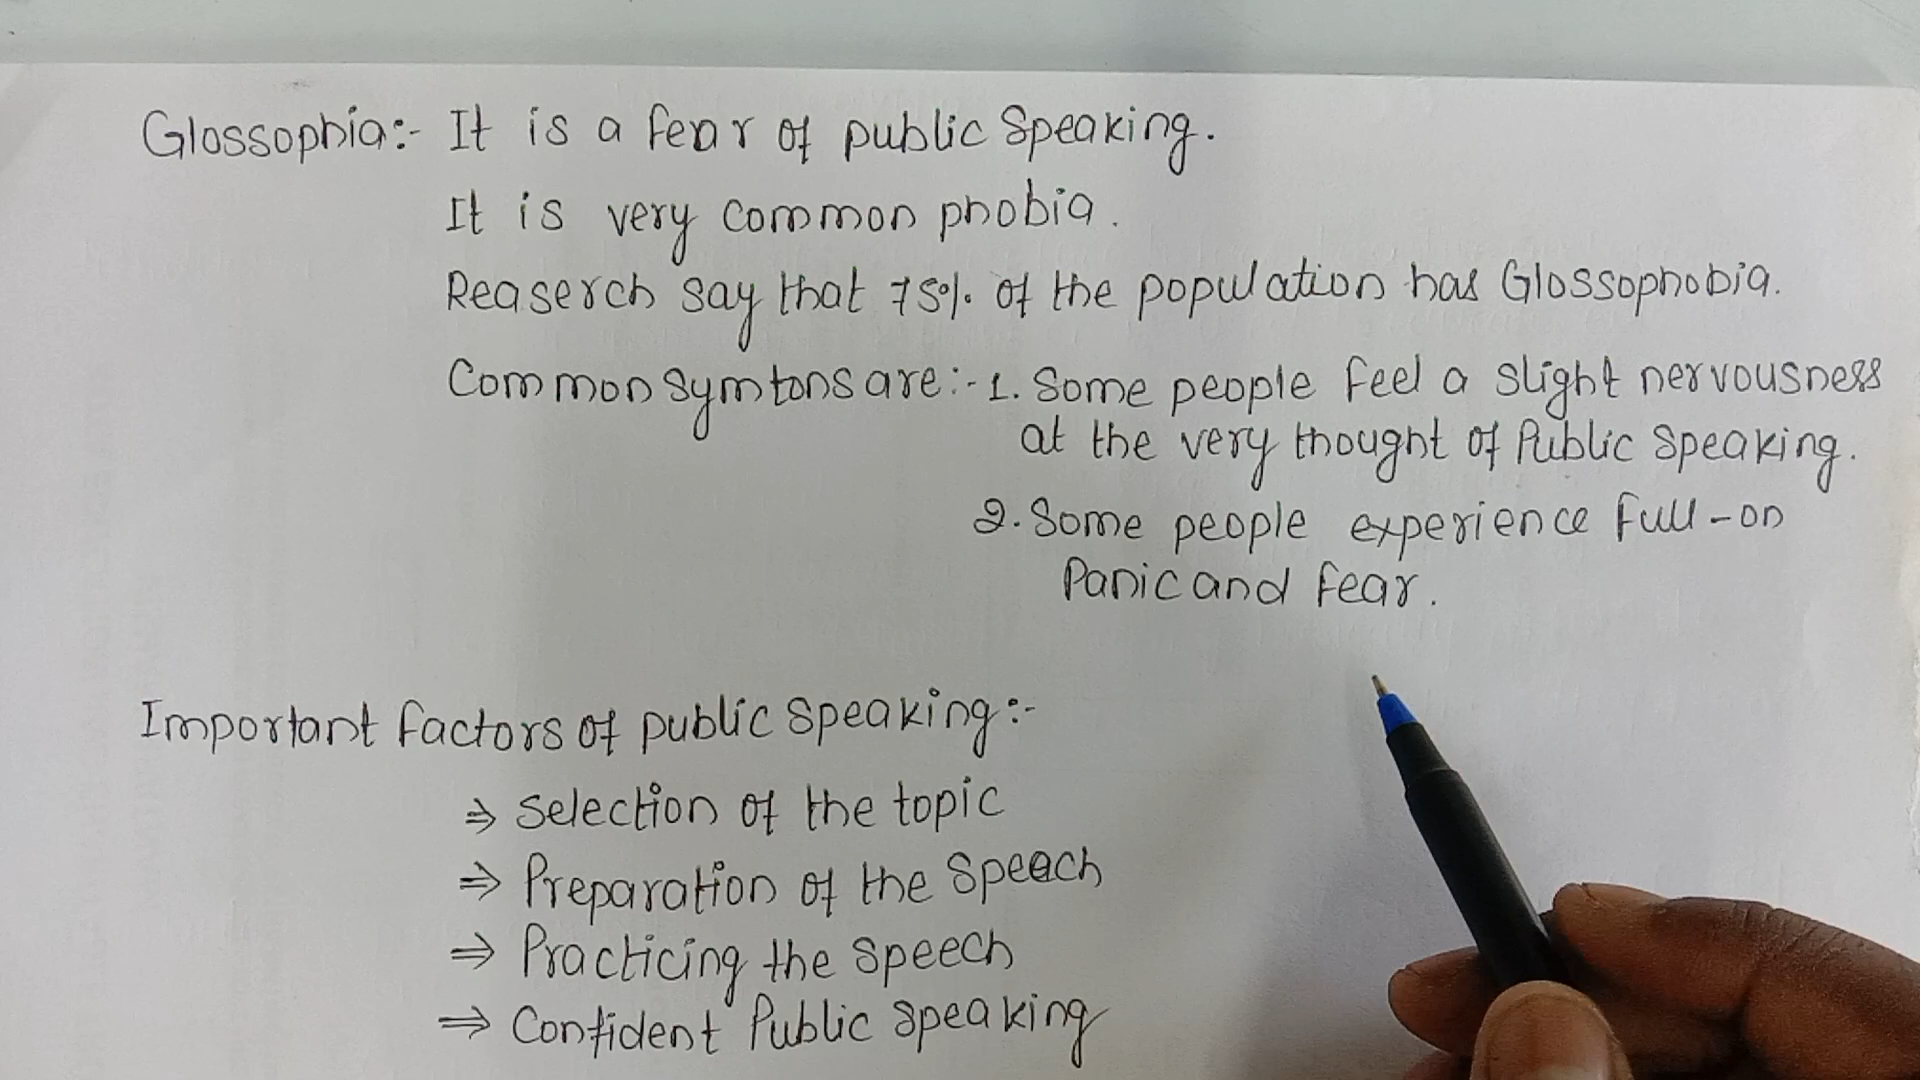 Glossophia:- It is a fear of public Speaking.
It is very common phobia.
Reaserch say that 75% of the population has Glossophobia.
Common Symtons are:- 1. Some people feel a slight nervousness
at the very thought of Public Speaking.
2. Some people experience full-on
Panic and fear.
Important factors of public speaking:-
⇒ Selection of the topic
⇒ Preparation of the Speech
⇒ Practicing the speech
⇒ Confident Public speaking